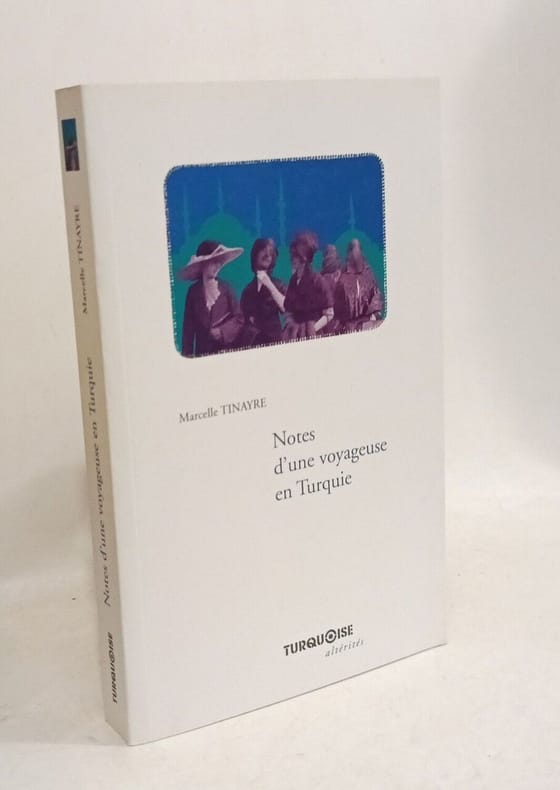 Marcelle TINAYRE
Notes
d'une voyageuse
en Turquie
TURQUOISE
altérités
Marcelle TINAYRE
Notes d'une voyageuse en Turquie
TURQUOISE